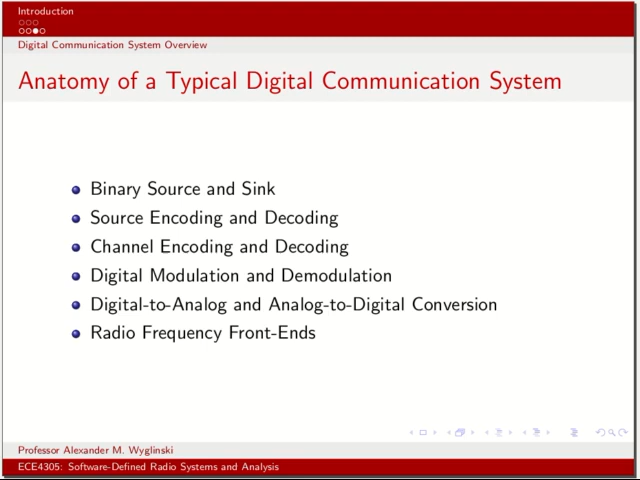 Introduction
Digital Communication System Overview
Anatomy of a Typical Digital Communication System
Binary Source and Sink
Source Encoding and Decoding
Channel Encoding and Decoding
Digital Modulation and Demodulation
Digital-to-Analog and Analog-to-Digital Conversion
Radio Frequency Front-Ends
Professor Alexander M. Wyglinski
ECE4305: Software-Defined Radio Systems and Analysis